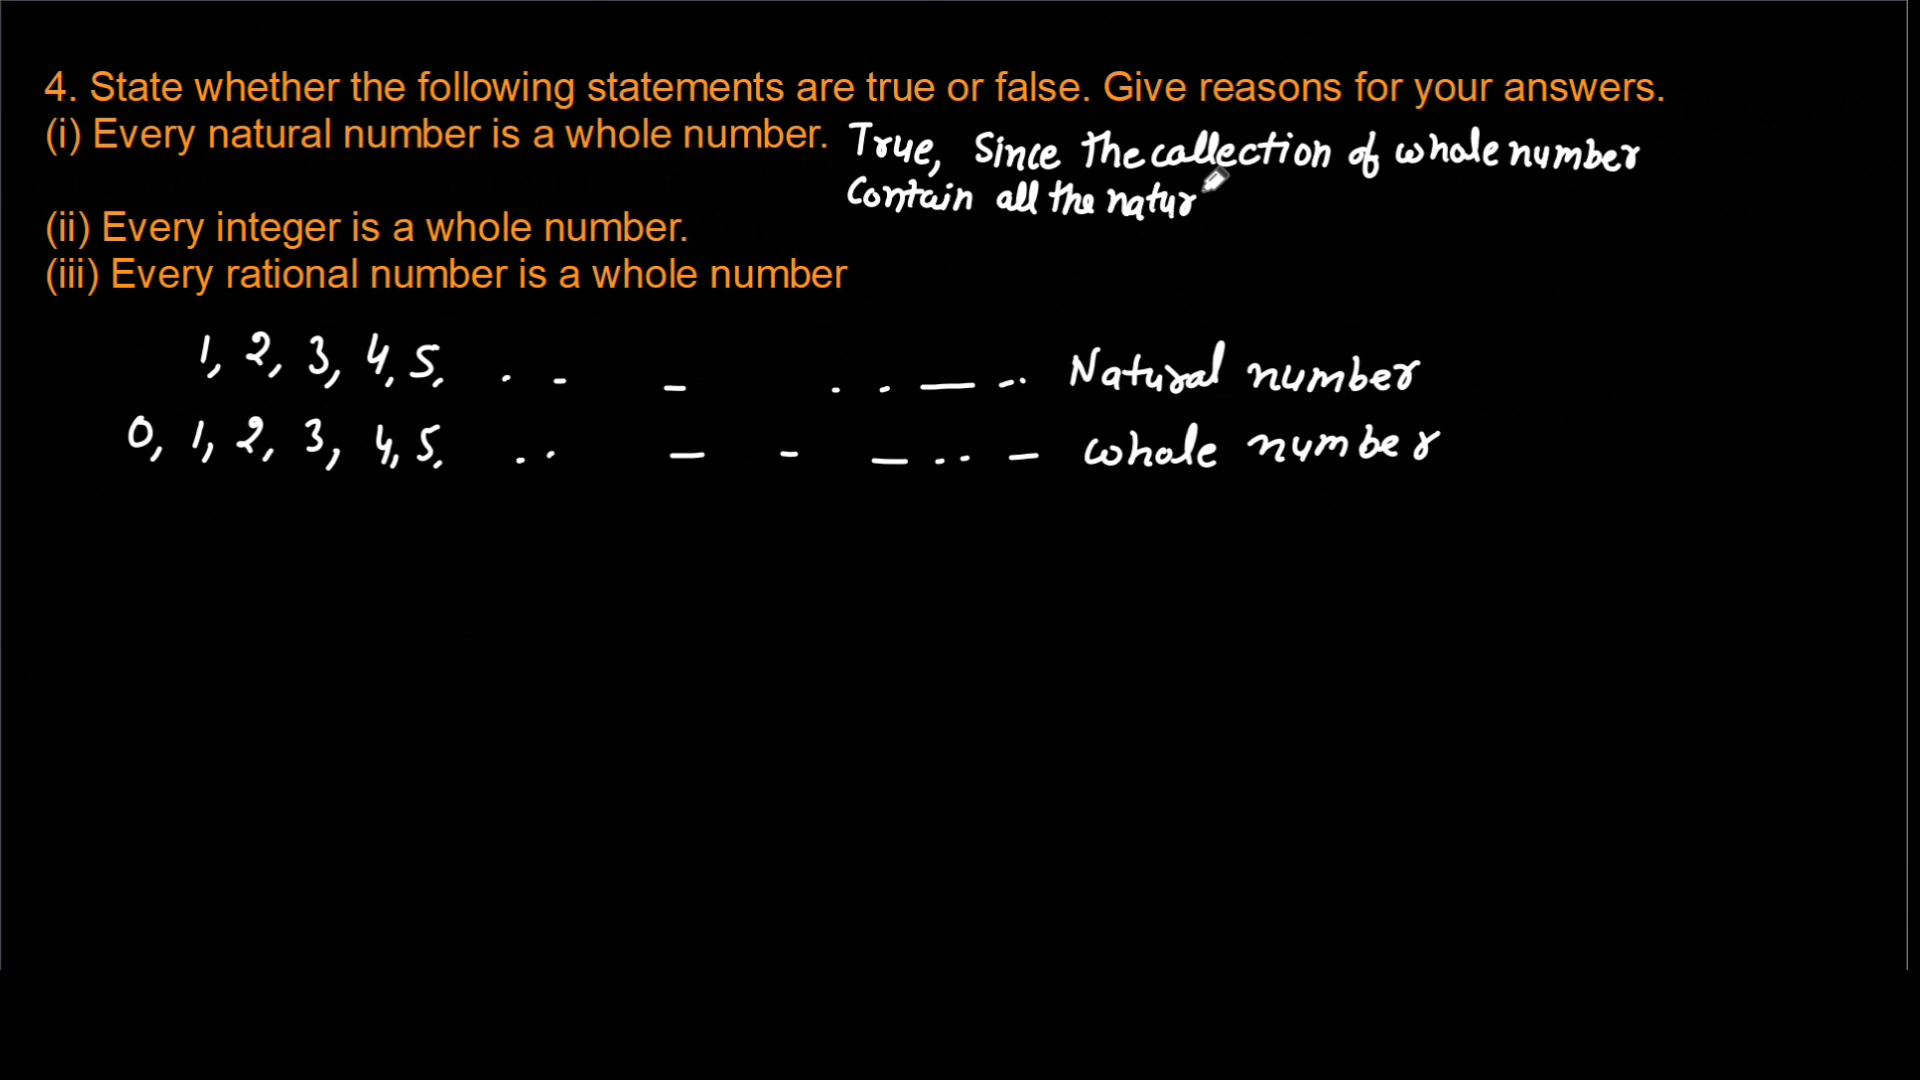 4. State whether the following statements are true or false. Give reasons for your answers.
(i) Every natural number is a whole number. True, Since the callection of whole number
Contain all the natur
(ii) Every integer is a whole number.
(iii) Every rational number is a whole number
1, 2, 3, 4, 5, . . - - . . — - . . Natural number
0, 1, 2, 3, 4, 5, . . — - — - . . — whole number